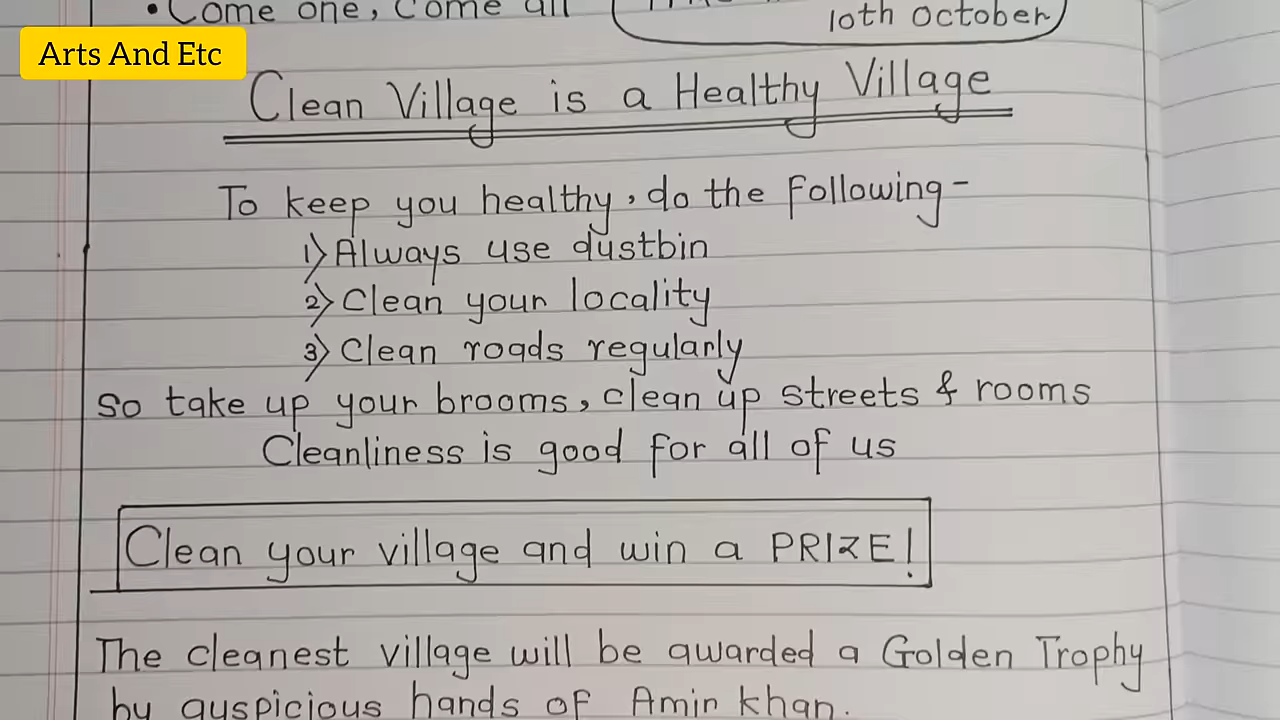 • Come one, Come all
10th October
Arts And Etc
Clean Village is a Healthy Village
To keep you healthy, do the following-
1) Always use dustbin
2) Clean your locality
3) Clean roads regularly
So take up your brooms, clean up streets & rooms
Cleanliness is good for all of us
Clean your village and win a PRIZE!
The cleanest village will be awarded a Golden Trophy
by auspicious hands of Amin khan.